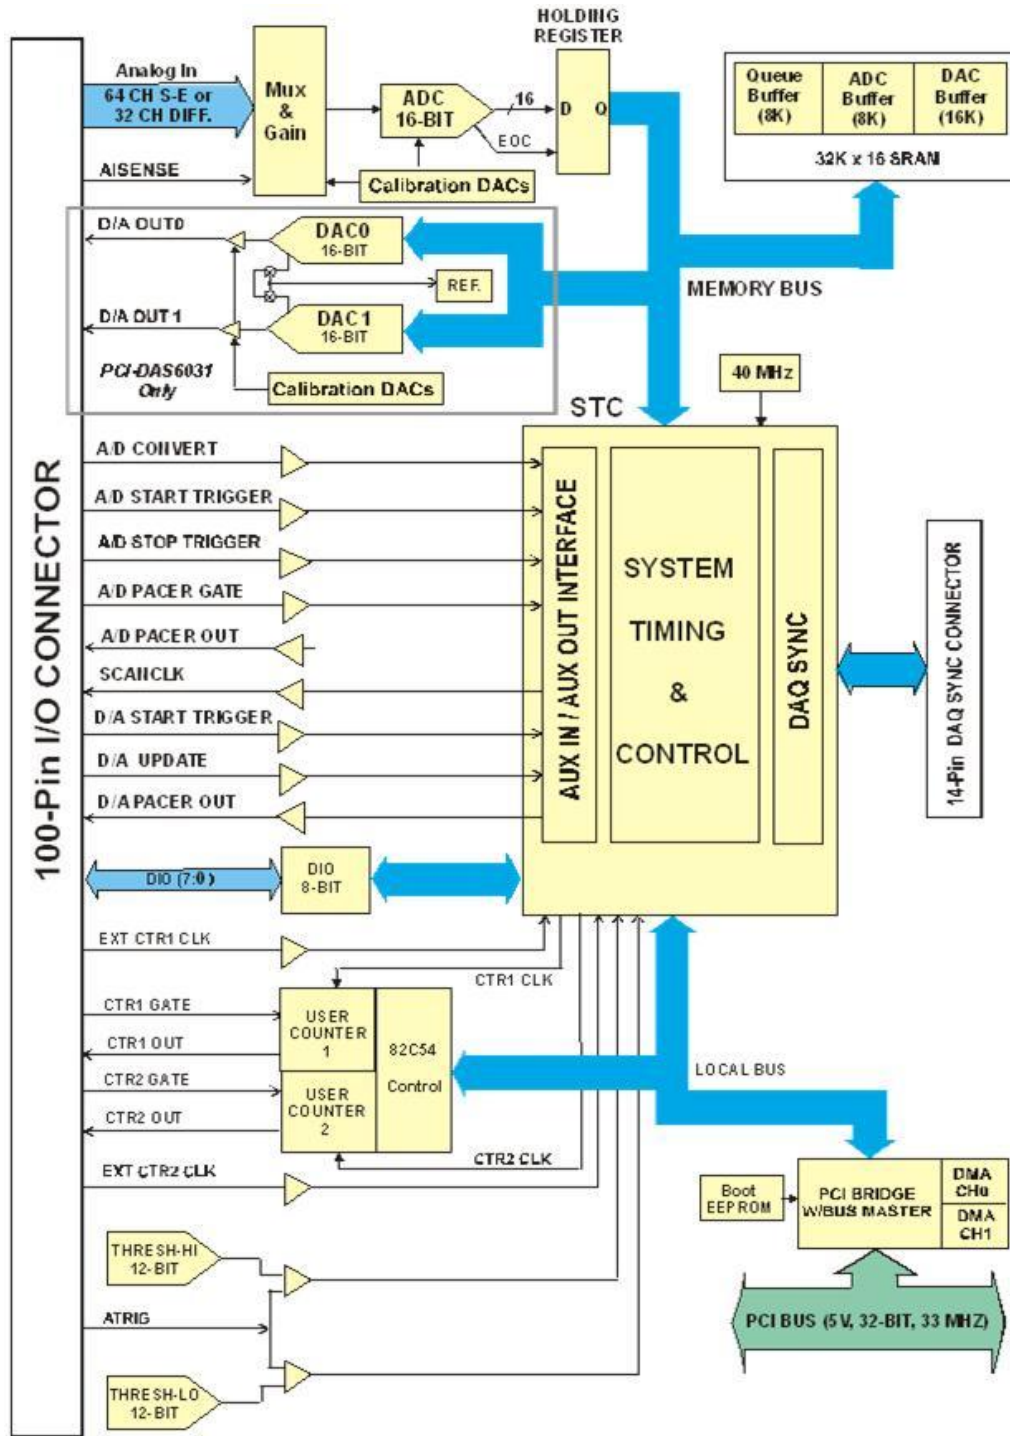 HOLDING
REGISTER
Analog In
64 CH S-E or
32 CH DIFF.
Mux
&
Gain
ADC
16-BIT
16
EOC
D Q
Queue
Buffer
(8K)
ADC
Buffer
(8K)
DAC
Buffer
(16K)
32K x 16 SRAM
AISENSE
Calibration DACs
D/A OUT0
DAC0
16-BIT
REF.
MEMORY BUS
D/A OUT 1
DAC1
16-BIT
PCI-DAS6031
Only
Calibration DACs
40 MHz
STC
100-Pin I/O CONNECTOR
A/D CONVERT
A/D START TRIGGER
A/D STOP TRIGGER
A/D PACER GATE
A/D PACER OUT
SCANCLK
D/A START TRIGGER
D/A UPDATE
D/A PACER OUT
AUX IN / AUX OUT INTERFACE
SYSTEM
TIMING
&
CONTROL
DAQ SYNC
14-Pin DAQ SYNC CONNECTOR
DIO (7:0)
DIO
8-BIT
EXT CTR1 CLK
CTR1 CLK
CTR1 GATE
CTR1 OUT
CTR2 GATE
CTR2 OUT
USER
COUNTER
1
USER
COUNTER
2
82C54
Control
LOCAL BUS
CTR2 CLK
EXT CTR2 CLK
Boot
EEPROM
PCI BRIDGE
W/BUS MASTER
DMA
CH0
DMA
CH1
THRESH-HI
12-BIT
ATRIG
THRESH-LO
12-BIT
PCI BUS (5V, 32-BIT, 33 MHZ)